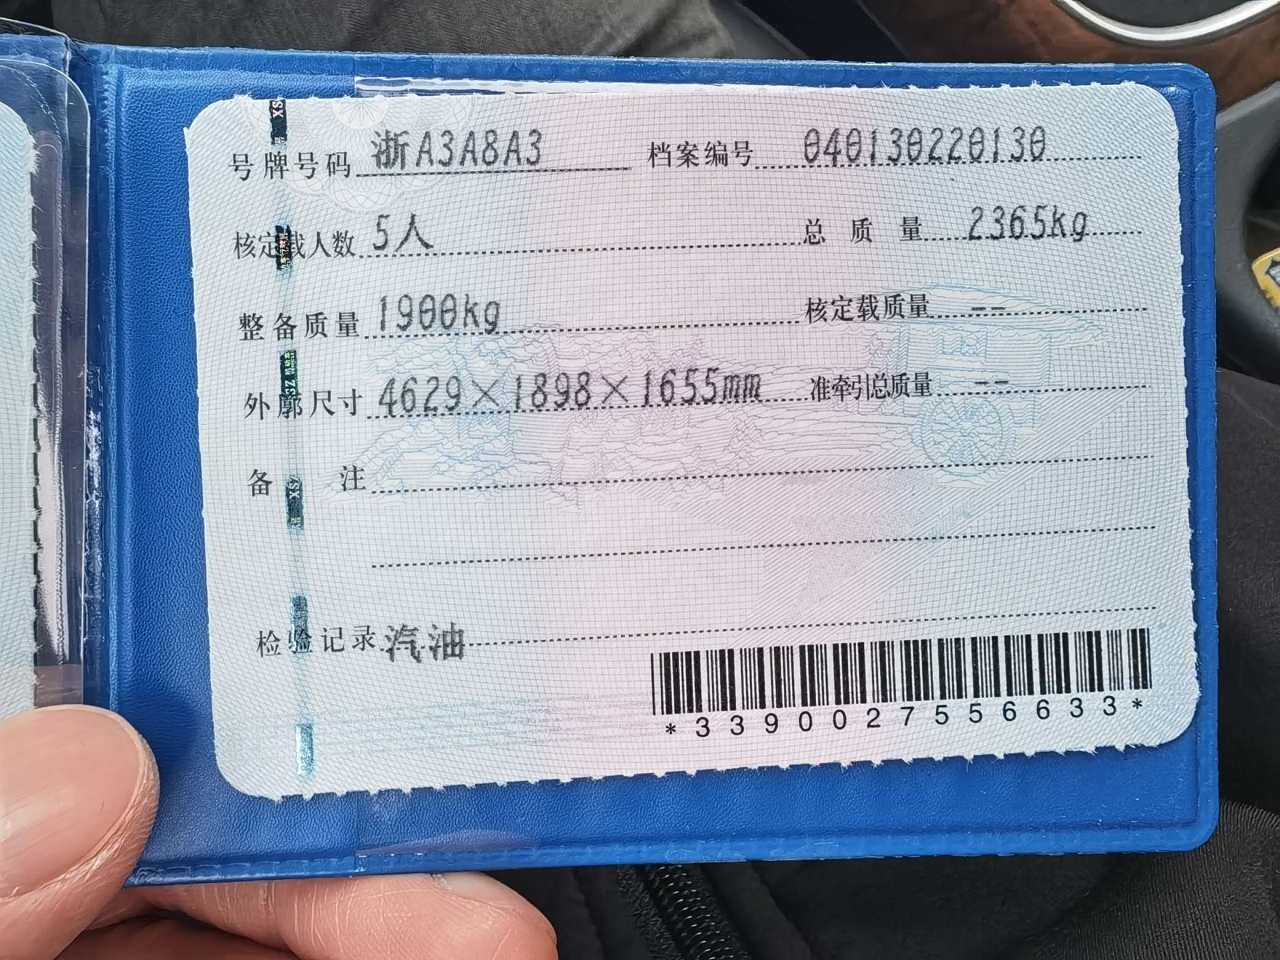 号牌号码 浙A3A8A3 档案编号 040130220130
核定载人数 5人 总质量 2365kg
整备质量 1900kg 核定载质量 --
外廓尺寸 4629×1898×1655mm 准牵引总质量 --
备注
检验记录 汽油
*3390027556633*